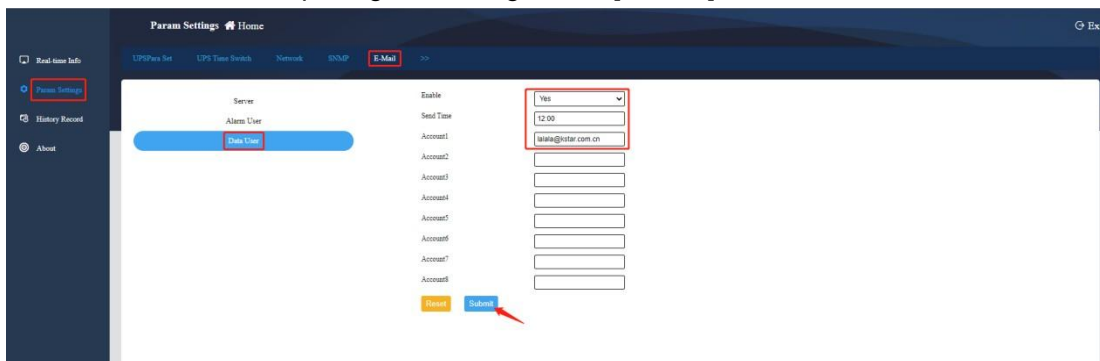 Param Settings Home
Ex
Real-time Info
Param Settings
History Record
About
UPSPara Set UPS Time Switch Network SNMP E-Mail >>
Server
Alarm User
Data User
Enable Yes
Send Time 12:00
Account1 lalala@kstar.com.cn
Account2
Account3
Account4
Account5
Account6
Account7
Account8
Reset Submit